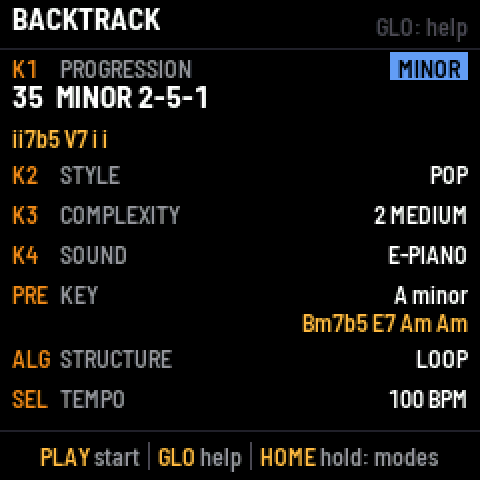 BACKTRACK GLO: help
K1 PROGRESSION MINOR
35 MINOR 2-5-1
ii7b5 V7 i i
K2 STYLE POP
K3 COMPLEXITY 2 MEDIUM
K4 SOUND E-PIANO
PRE KEY A minor
Bm7b5 E7 Am Am
ALG STRUCTURE LOOP
SEL TEMPO 100 BPM
PLAY start GLO help HOME hold: modes